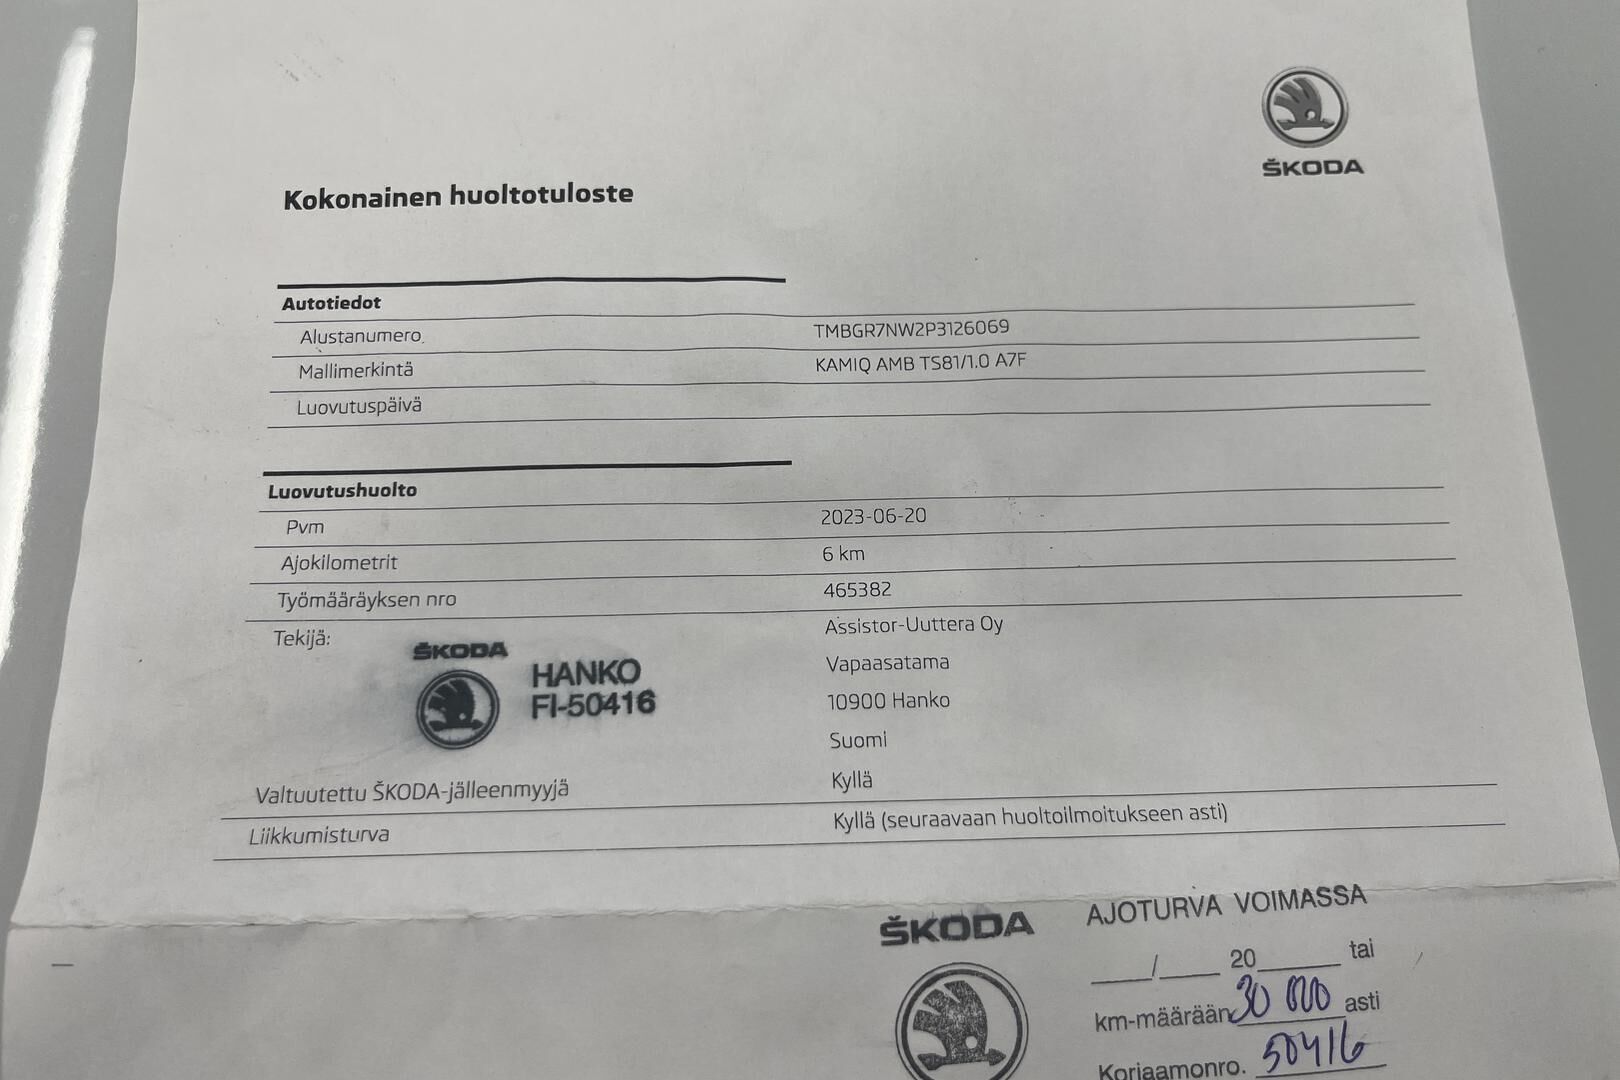 ŠKODA
Kokonainen huoltotuloste
Autotiedot
Alustanumero TMBGR7NW2P3126069
Mallimerkintä KAMIQ AMB TS81/1.0 A7F
Luovutuspäivä
Luovutushuolto
Pvm 2023-06-20
Ajokilometrit 6 km
Työmääräyksen nro 465382
Tekijä: Assistor-Uuttera Oy
Vapaasatama
10900 Hanko
Suomi
ŠKODA
HANKO
FI-50416
Valtuutettu ŠKODA-jälleenmyyjä Kyllä
Liikkumisturva Kyllä (seuraavaan huoltoilmoitukseen asti)
ŠKODA
AJOTURVA VOIMASSA
___/___ 20____ tai
km-määrään 30 000 asti
Korjaamonro. 50416